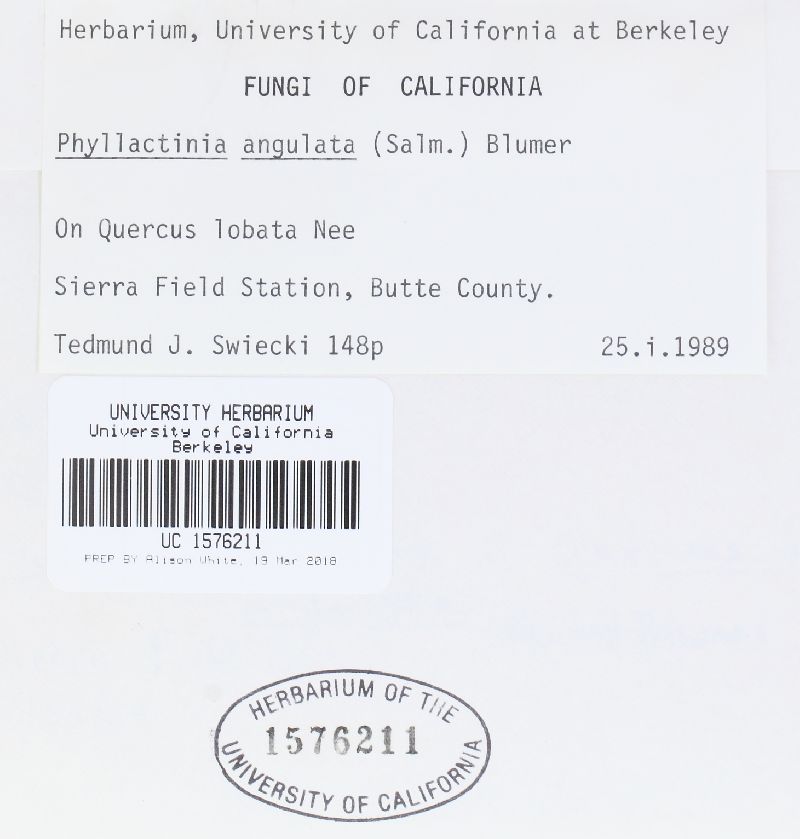 Herbarium, University of California at Berkeley
FUNGI OF CALIFORNIA
Phyllactinia angulata (Salm.) Blumer
On Quercus lobata Nee
Sierra Field Station, Butte County.
Tedmund J. Swiecki 148p 25.i.1989
UNIVERSITY HERBARIUM
University of California
Berkeley
UC 1576211
PREP BY Alison White, 19 Mar 2018
HERBARIUM OF THE
1576211
UNIVERSITY OF CALIFORNIA